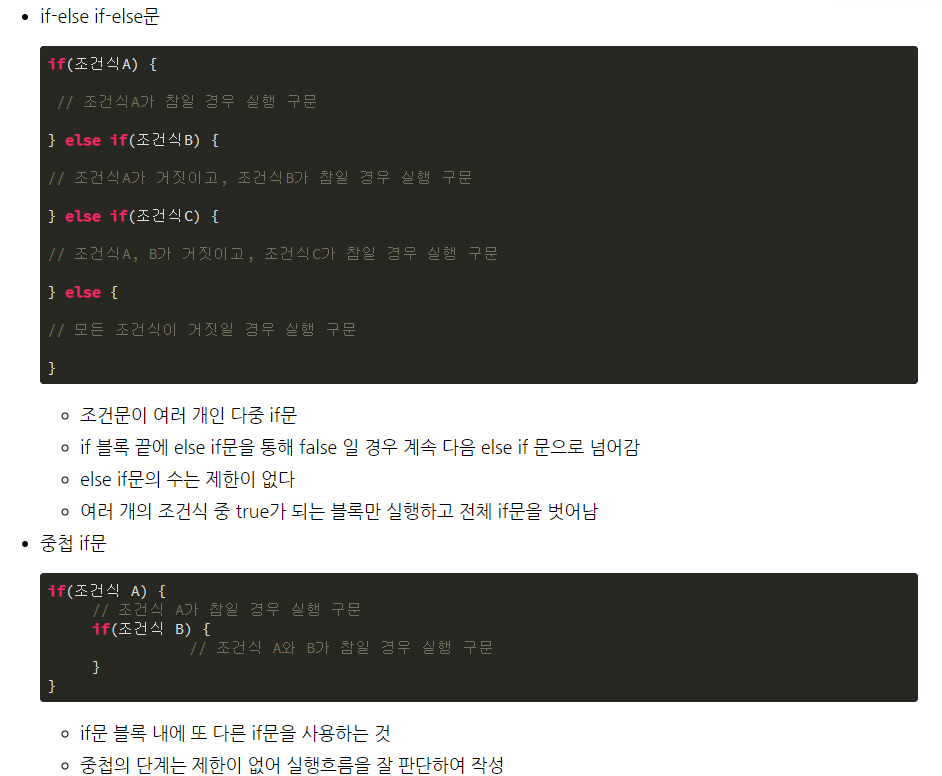 if-else if-else문
if(조건식A) {
// 조건식A가 참일 경우 실행 구문
} else if(조건식B) {
// 조건식A가 거짓이고, 조건식B가 참일 경우 실행 구문
} else if(조건식C) {
// 조건식A, B가 거짓이고, 조건식C가 참일 경우 실행 구문
} else {
// 모든 조건식이 거짓일 경우 실행 구문
}
조건문이 여러 개인 다중 if문
if 블록 끝에 else if문을 통해 false 일 경우 계속 다음 else if 문으로 넘어감
else if문의 수는 제한이 없다
여러 개의 조건식 중 true가 되는 블록만 실행하고 전체 if문을 벗어남
중첩 if문
if(조건식 A) {
// 조건식 A가 참일 경우 실행 구문
if(조건식 B) {
// 조건식 A와 B가 참일 경우 실행 구문
}
}
if문 블록 내에 또 다른 if문을 사용하는 것
중첩의 단계는 제한이 없어 실행흐름을 잘 판단하여 작성